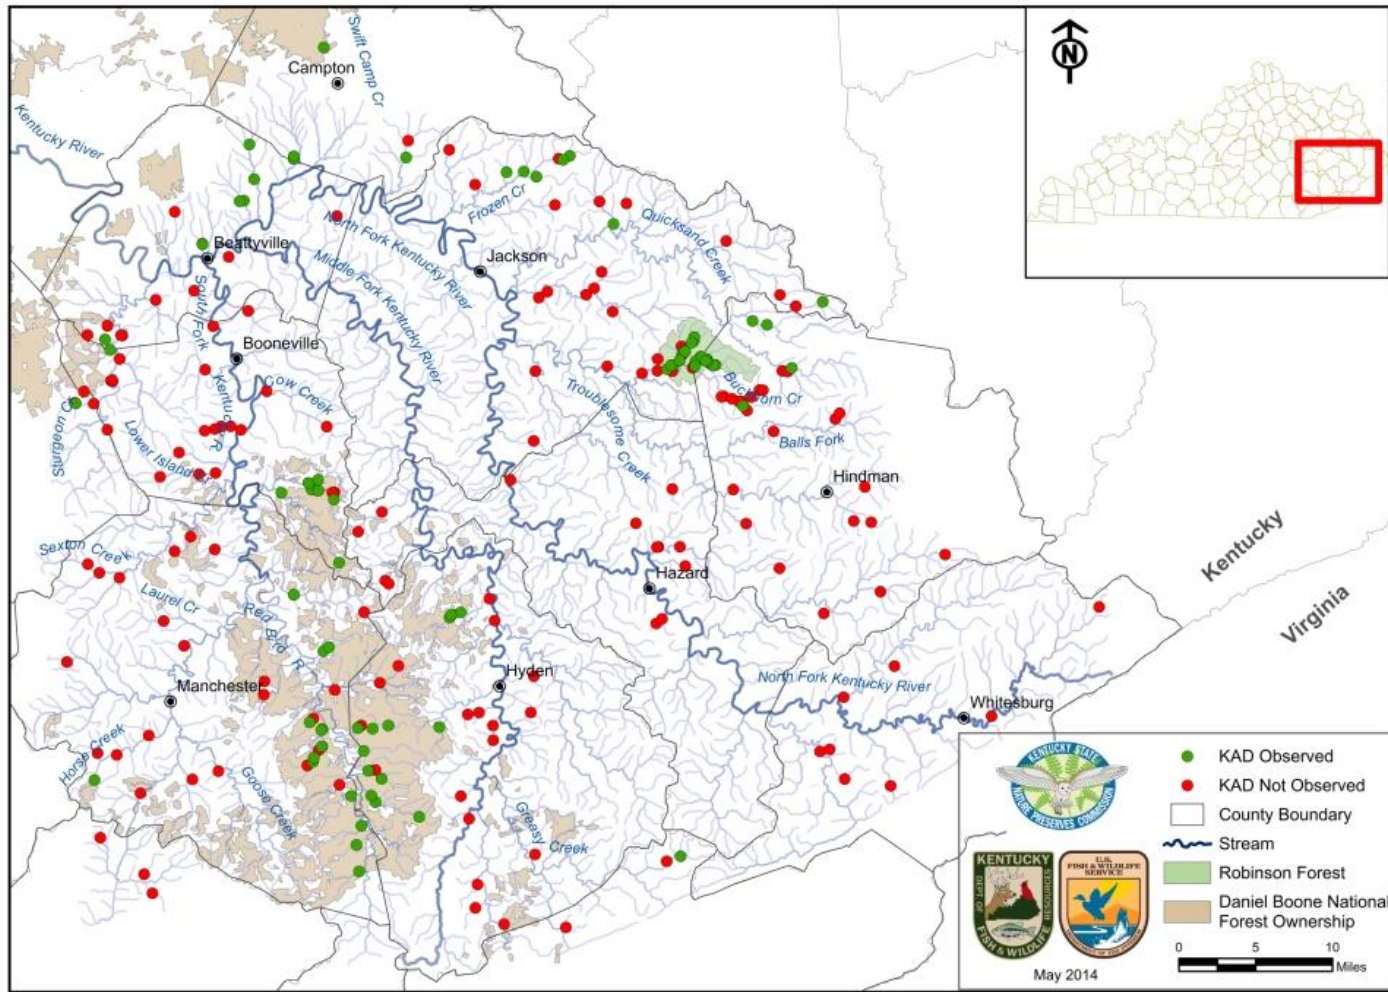 N
Swift Camp Cr
Campton
Kentucky River
Frozen Cr
Quicksand Creek
North Fork Kentucky River
Beattyville
Jackson
Middle Fork Kentucky River
South Fork
Kentucky R
Booneville
Cow Creek
Sturgeon Cr
Lower Island Cr
Troublesome Creek
Buckhorn Cr
Balls Fork
Hindman
Sexton Creek
Laurel Cr
Red Bird R
Hazard
Kentucky
Virginia
Manchester
Hyden
North Fork Kentucky River
Whitesburg
Horse Creek
Goose Creek
Greasy Creek
KENTUCKY STATE
NATURE PRESERVES COMMISSION
KENTUCKY
DEPT OF
RESOURCES
FISH & WILDLIFE
U.S.
FISH & WILDLIFE
SERVICE
May 2014
KAD Observed
KAD Not Observed
County Boundary
Stream
Robinson Forest
Daniel Boone National
Forest Ownership
0 5 10
Miles